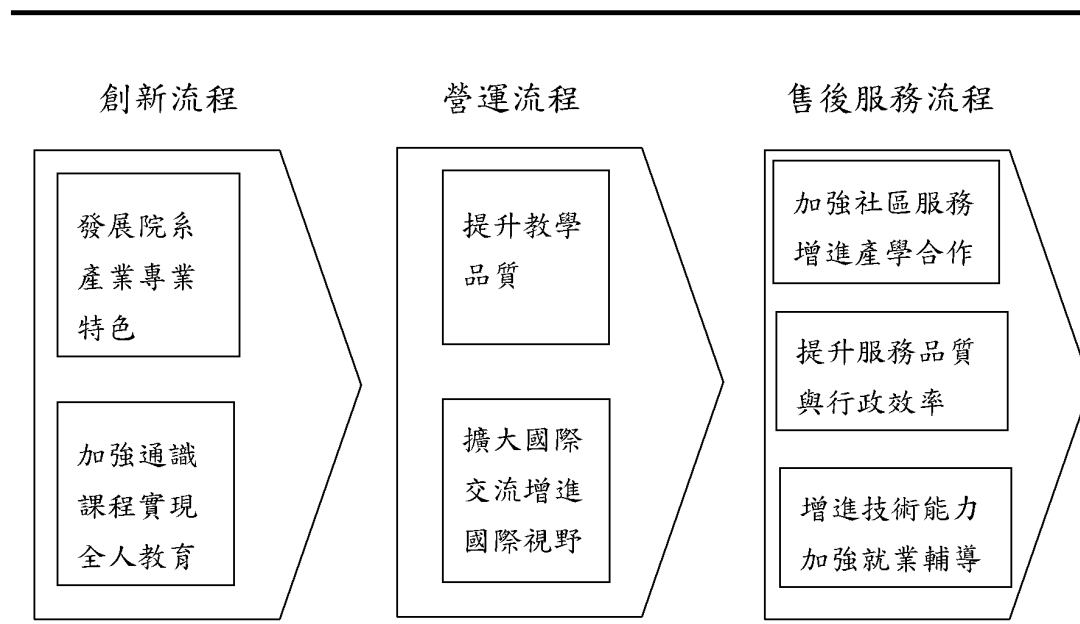 創新流程
發展院系
產業專業
特色
加強通識
課程實現
全人教育
營運流程
提升教學
品質
擴大國際
交流增進
國際視野
售後服務流程
加強社區服務
增進產學合作
提升服務品質
與行政效率
增進技術能力
加強就業輔導